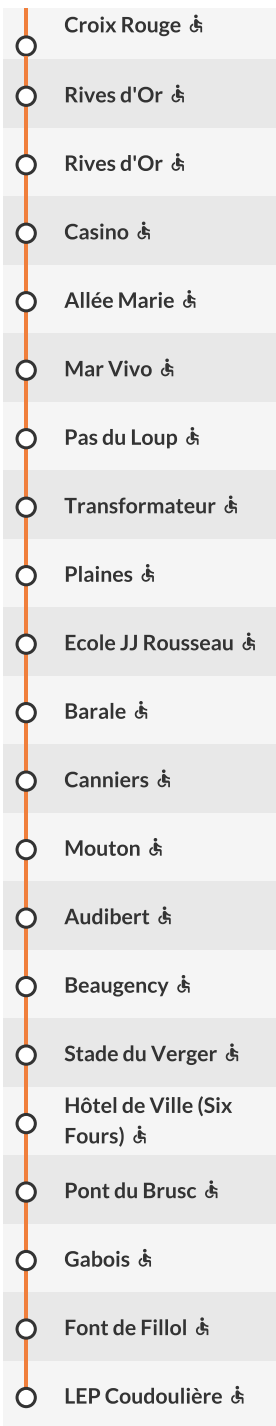 Croix Rouge
Rives d'Or
Rives d'Or
Casino
Allée Marie
Mar Vivo
Pas du Loup
Transformateur
Plaines
Ecole JJ Rousseau
Barale
Canniers
Mouton
Audibert
Beaugency
Stade du Verger
Hôtel de Ville (Six
Fours)
Pont du Brusc
Gabois
Font de Fillol
LEP Coudoulière